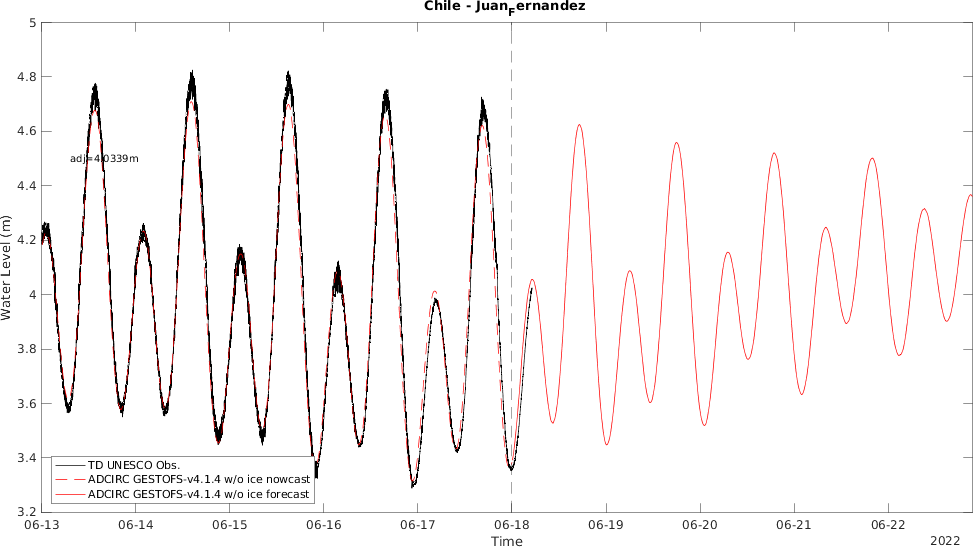 Chile - JuanFernandez
5
4.8
4.6
adj=4.0339m
4.4
4.2
Water Level (m)
4
3.8
3.6
3.4
3.2
TD UNESCO Obs.
ADCIRC GESTOFS-v4.1.4 w/o ice nowcast
ADCIRC GESTOFS-v4.1.4 w/o ice forecast
06-13 06-14 06-15 06-16 06-17 06-18 06-19 06-20 06-21 06-22
Time
2022